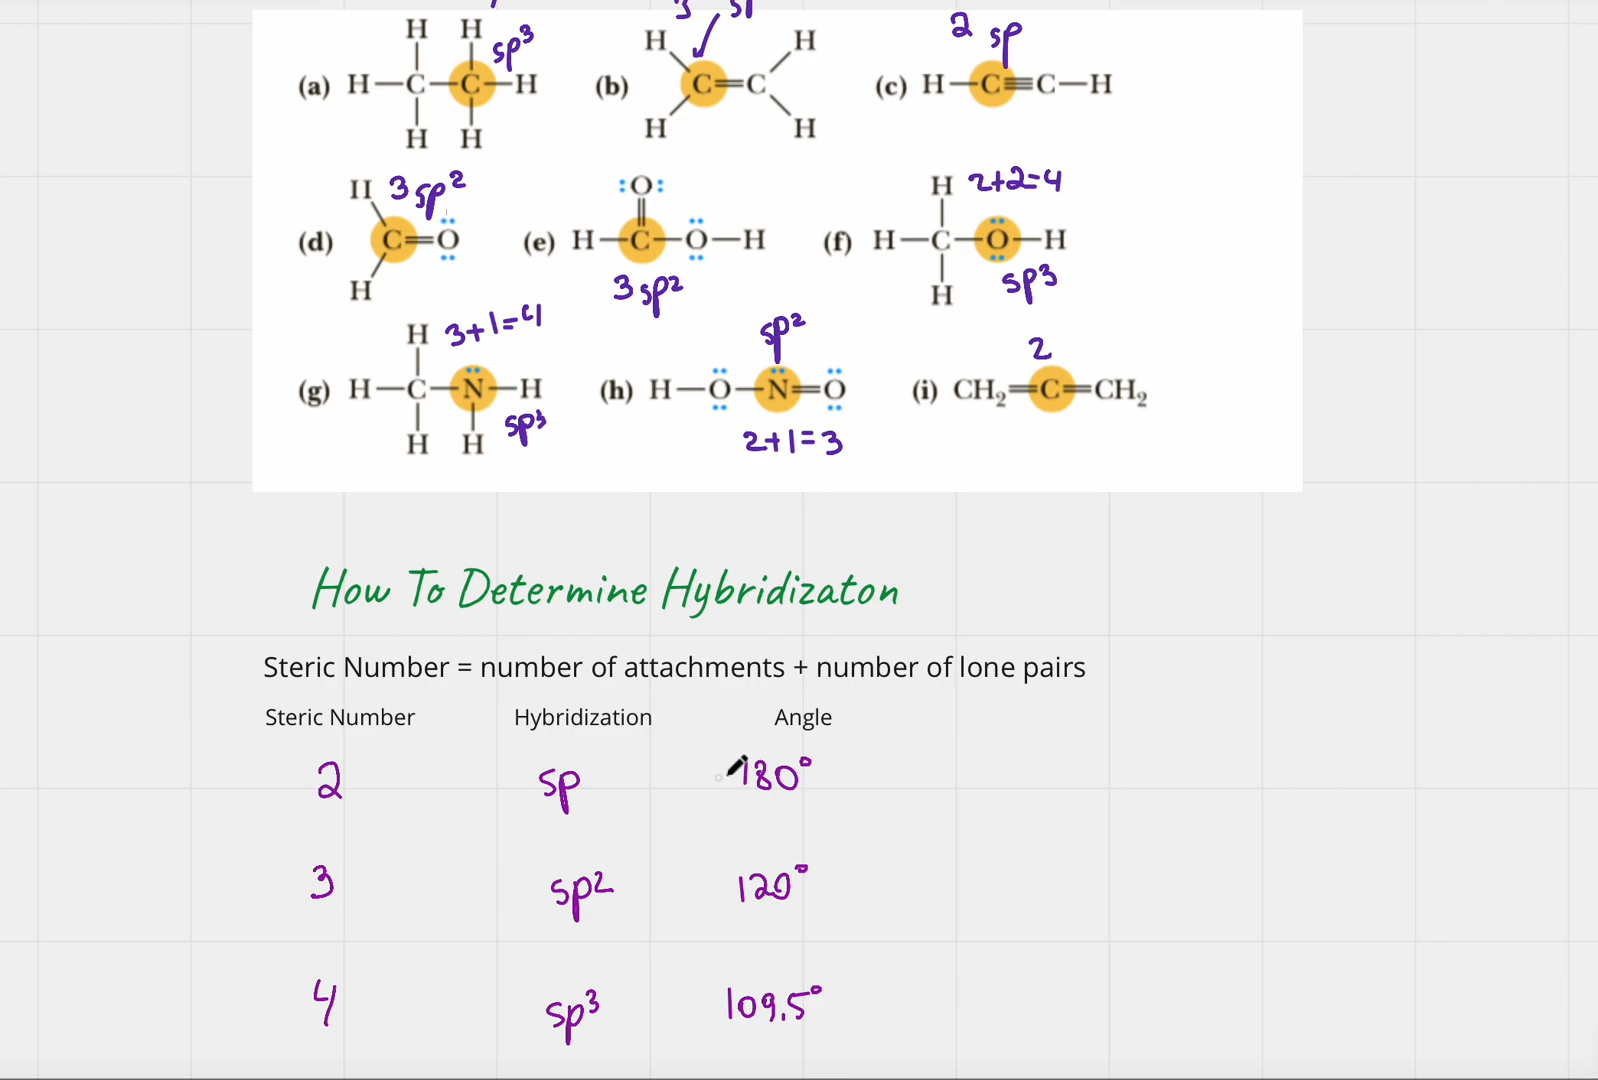 3 sp
H H sp³ H H 2 sp
(a) H—C—C—H (b) C=C (c) H—C≡C—H
H H H H
H 3 sp² :O: H 2+2=4
(d) C=O (e) H—C—O—H (f) H—C—O—H
H 3 sp² H sp3
H 3+1=4 sp² 2
(g) H—C—N—H (h) H—O—N=O (i) CH₂=C=CH₂
H H sp³ 2+1=3
How To Determine Hybridizaton
Steric Number = number of attachments + number of lone pairs
Steric Number Hybridization Angle
2 sp 180°
3 sp2 120°
4 sp3 109.5°